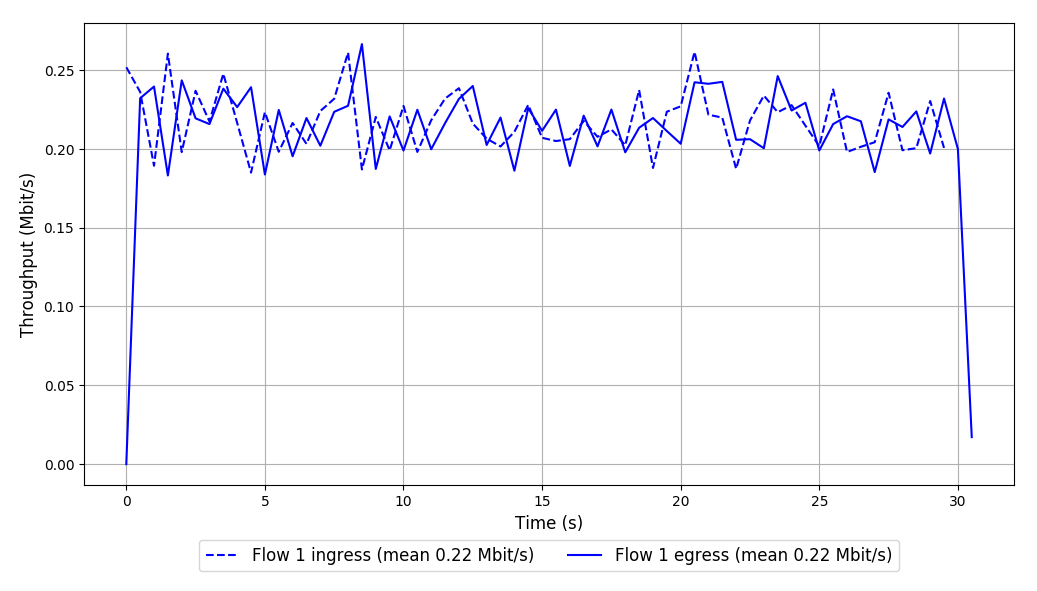 0.25
0.20
0.15
0.10
0.05
0.00
Throughput (Mbit/s)
0 5 10 15 20 25 30
Time (s)
Flow 1 ingress (mean 0.22 Mbit/s) Flow 1 egress (mean 0.22 Mbit/s)